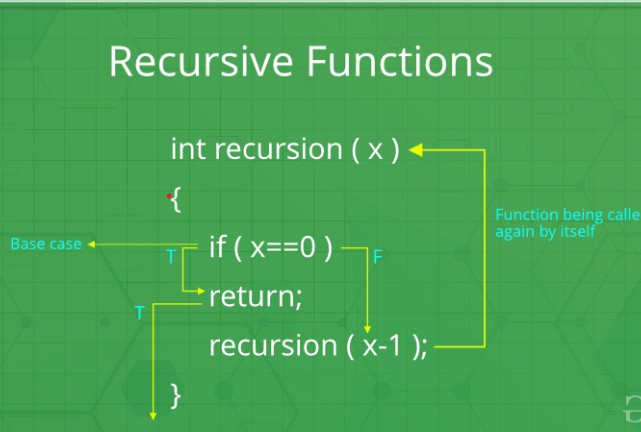 Recursive Functions
int recursion ( x )
{
Function being calle
again by itself
Base case
T
if ( x==0 )
F
return;
T
recursion ( x-1 );
}